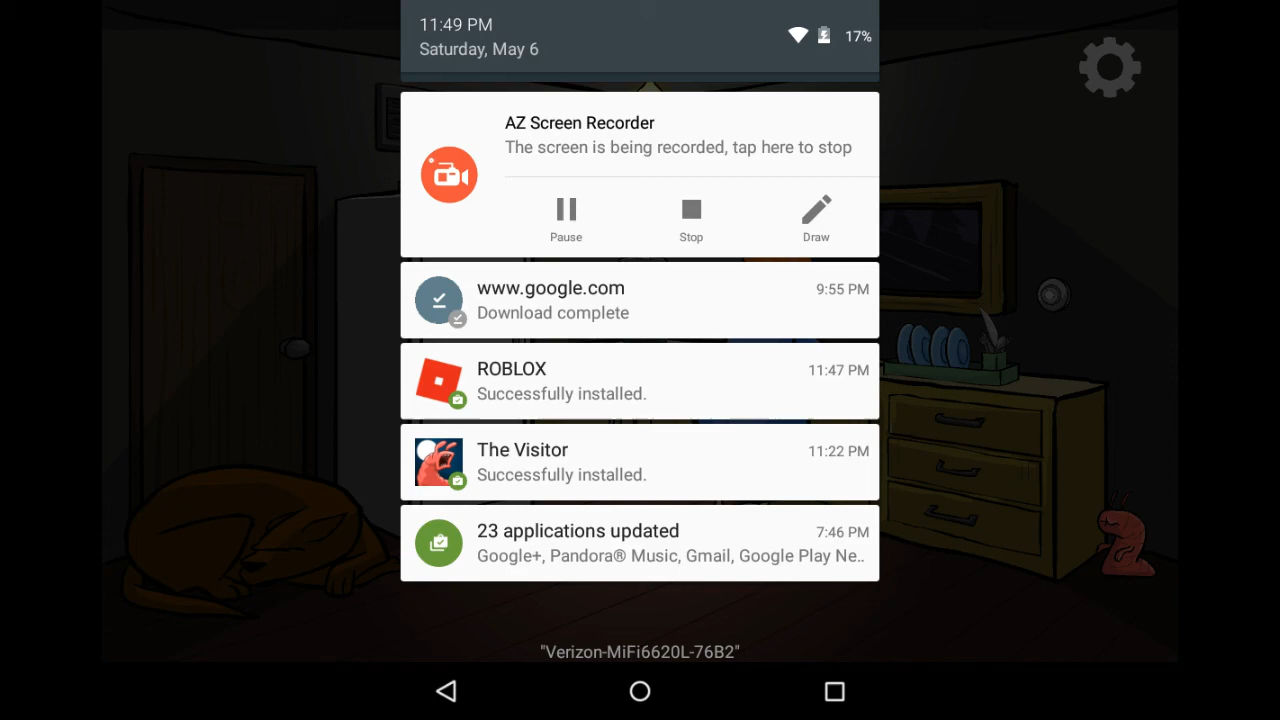 11:49 PM
Saturday, May 6
17%
AZ Screen Recorder
The screen is being recorded, tap here to stop
Pause
Stop
Draw
www.google.com
9:55 PM
Download complete
ROBLOX
11:47 PM
Successfully installed.
The Visitor
11:22 PM
Successfully installed.
23 applications updated
7:46 PM
Google+, Pandora® Music, Gmail, Google Play Ne..
"Verizon-MiFi6620L-76B2"